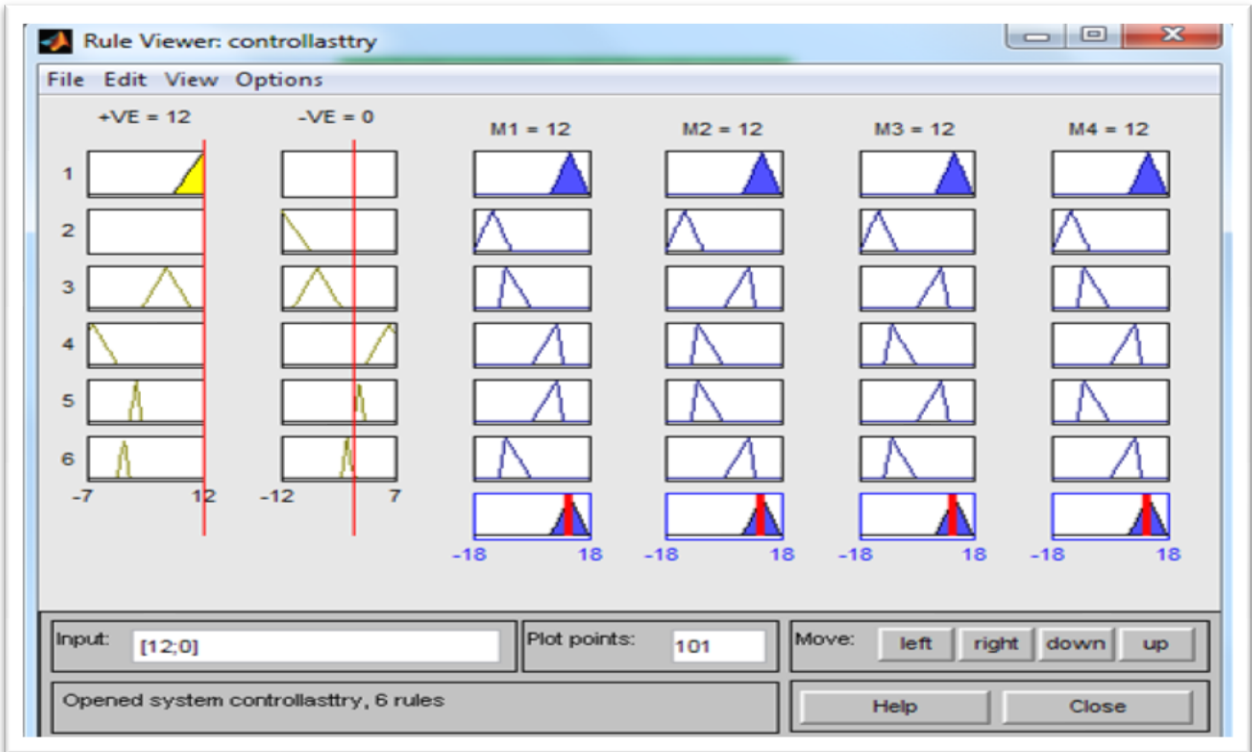 Rule Viewer: controllasttry
File Edit View Options
+VE = 12 -VE = 0 M1 = 12 M2 = 12 M3 = 12 M4 = 12
1
2
3
4
5
6
-7 12 -12 7
-18 18 -18 18 -18 18 -18 18
Input: [12;0] Plot points: 101 Move: left right down up
Opened system controllasttry, 6 rules Help Close